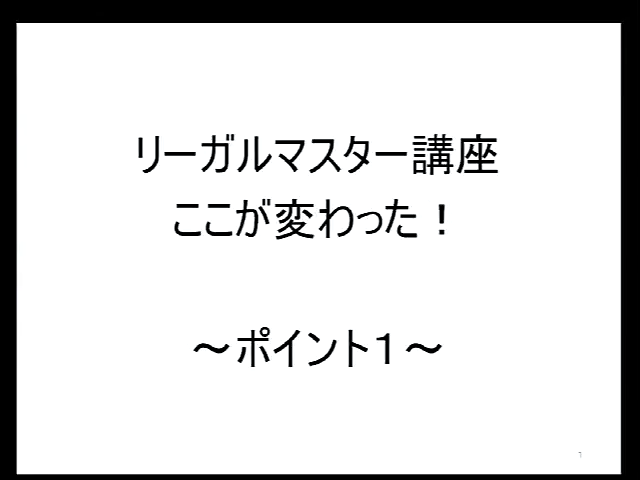 リーガルマスター講座
ここが変わった！
～ポイント１～